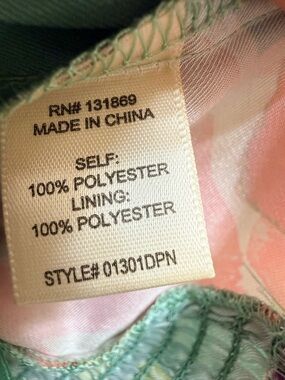 RN# 131869
MADE IN CHINA
SELF:
100% POLYESTER
LINING:
100% POLYESTER
STYLE# 01301DPN